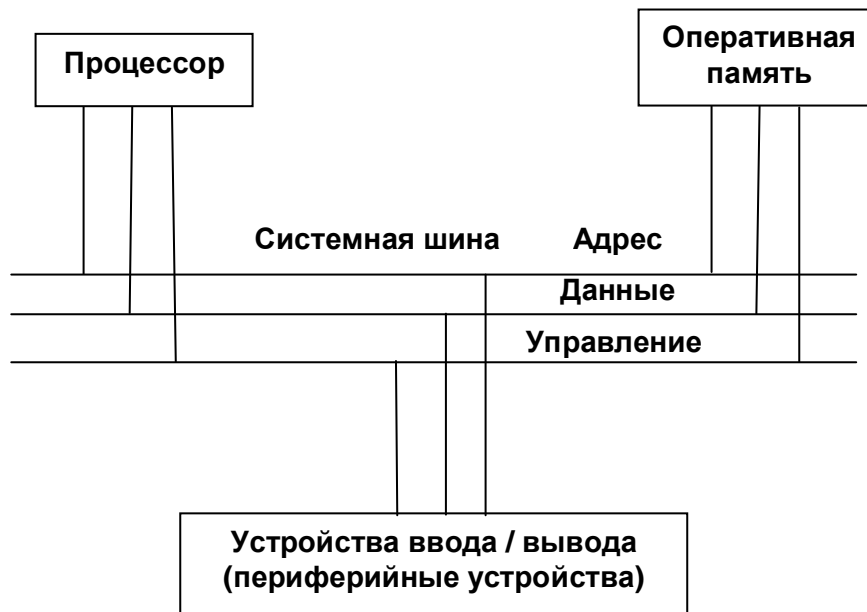 Процессор
Оперативная
память
Системная шина
Адрес
Данные
Управление
Устройства ввода / вывода
(периферийные устройства)